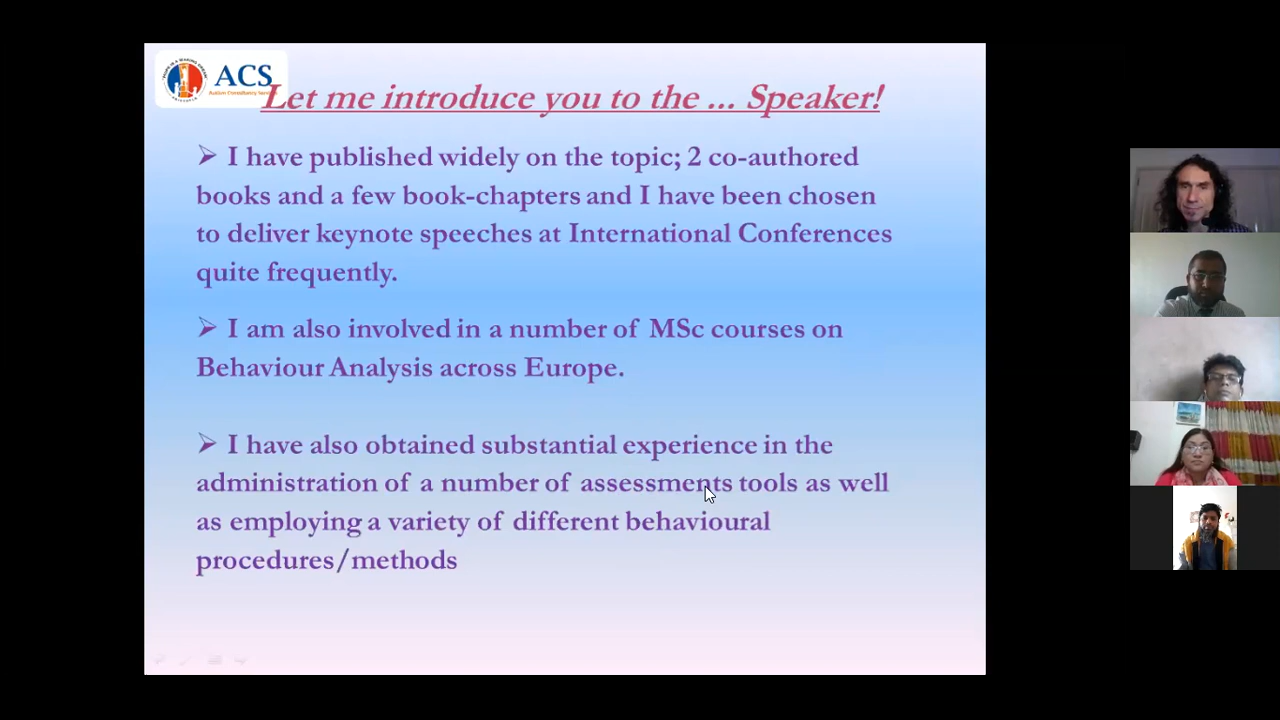 ACS
Let me introduce you to the ... Speaker!
➢ I have published widely on the topic; 2 co-authored
books and a few book-chapters and I have been chosen
to deliver keynote speeches at International Conferences
quite frequently.
➢ I am also involved in a number of MSc courses on
Behaviour Analysis across Europe.
➢ I have also obtained substantial experience in the
administration of a number of assessments tools as well
as employing a variety of different behavioural
procedures/methods